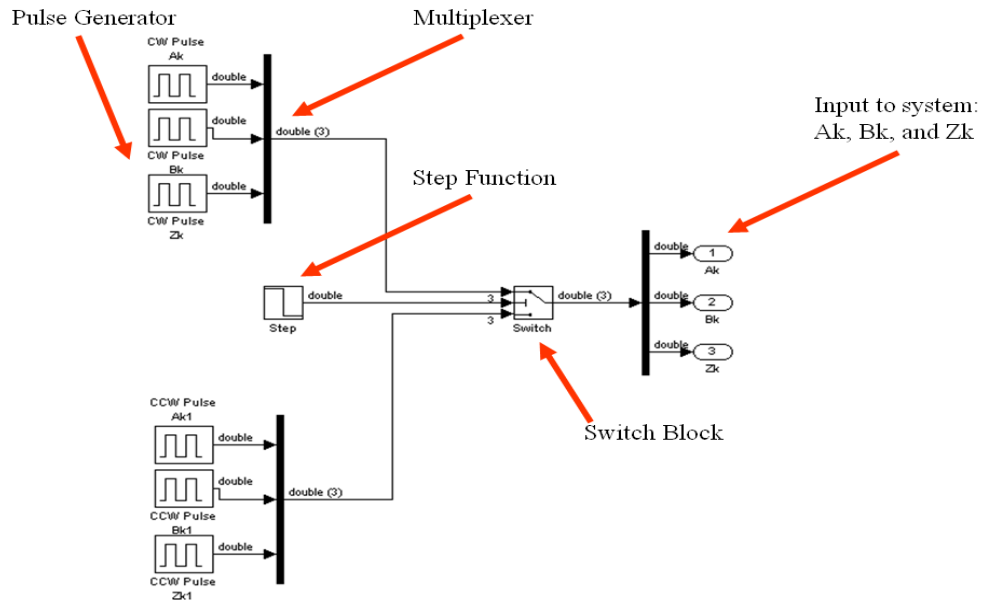 Pulse Generator
Multiplexer
CW Pulse
Ak
double
double
CW Pulse
Bk
double
CW Pulse
Zk
double (3)
Input to system:
Ak, Bk, and Zk
Step Function
double
Step
3
3
Switch
double (3)
double
1
Ak
double
2
Bk
double
3
Zk
Switch Block
CCW Pulse
Ak1
double
double
CCW Pulse
Bk1
double
CCW Pulse
Zk1
double (3)